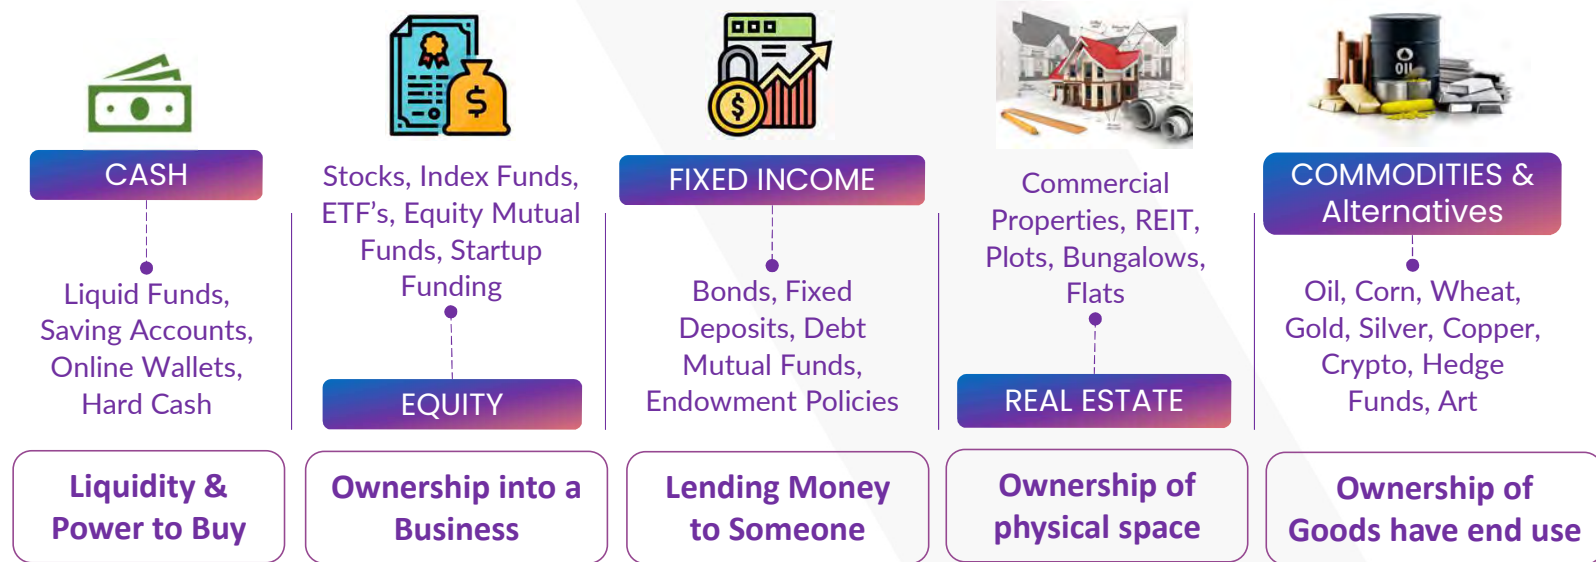 CASH
Liquid Funds,
Saving Accounts,
Online Wallets,
Hard Cash
Liquidity &
Power to Buy
Stocks, Index Funds,
ETF's, Equity Mutual
Funds, Startup
Funding
EQUITY
Ownership into a
Business
FIXED INCOME
Bonds, Fixed
Deposits, Debt
Mutual Funds,
Endowment Policies
Lending Money
to Someone
Commercial
Properties, REIT,
Plots, Bungalows,
Flats
REAL ESTATE
Ownership of
physical space
OIL
COMMODITIES &
Alternatives
Oil, Corn, Wheat,
Gold, Silver, Copper,
Crypto, Hedge
Funds, Art
Ownership of
Goods have end use